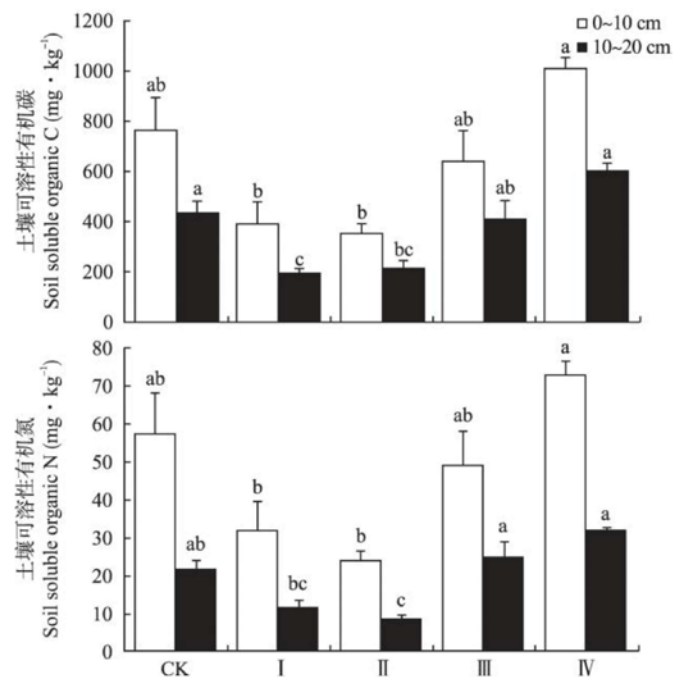 1200
0~10 cm
10~20 cm
1000
800
600
400
200
0
土壤可溶性有机碳
Soil soluble organic C (mg·kg⁻¹)
ab
a
b
c
b
bc
ab
ab
a
a
80
70
60
50
40
30
20
10
0
土壤可溶性有机氮
Soil soluble organic N (mg·kg⁻¹)
ab
ab
b
bc
b
c
ab
a
a
a
CK I II III IV